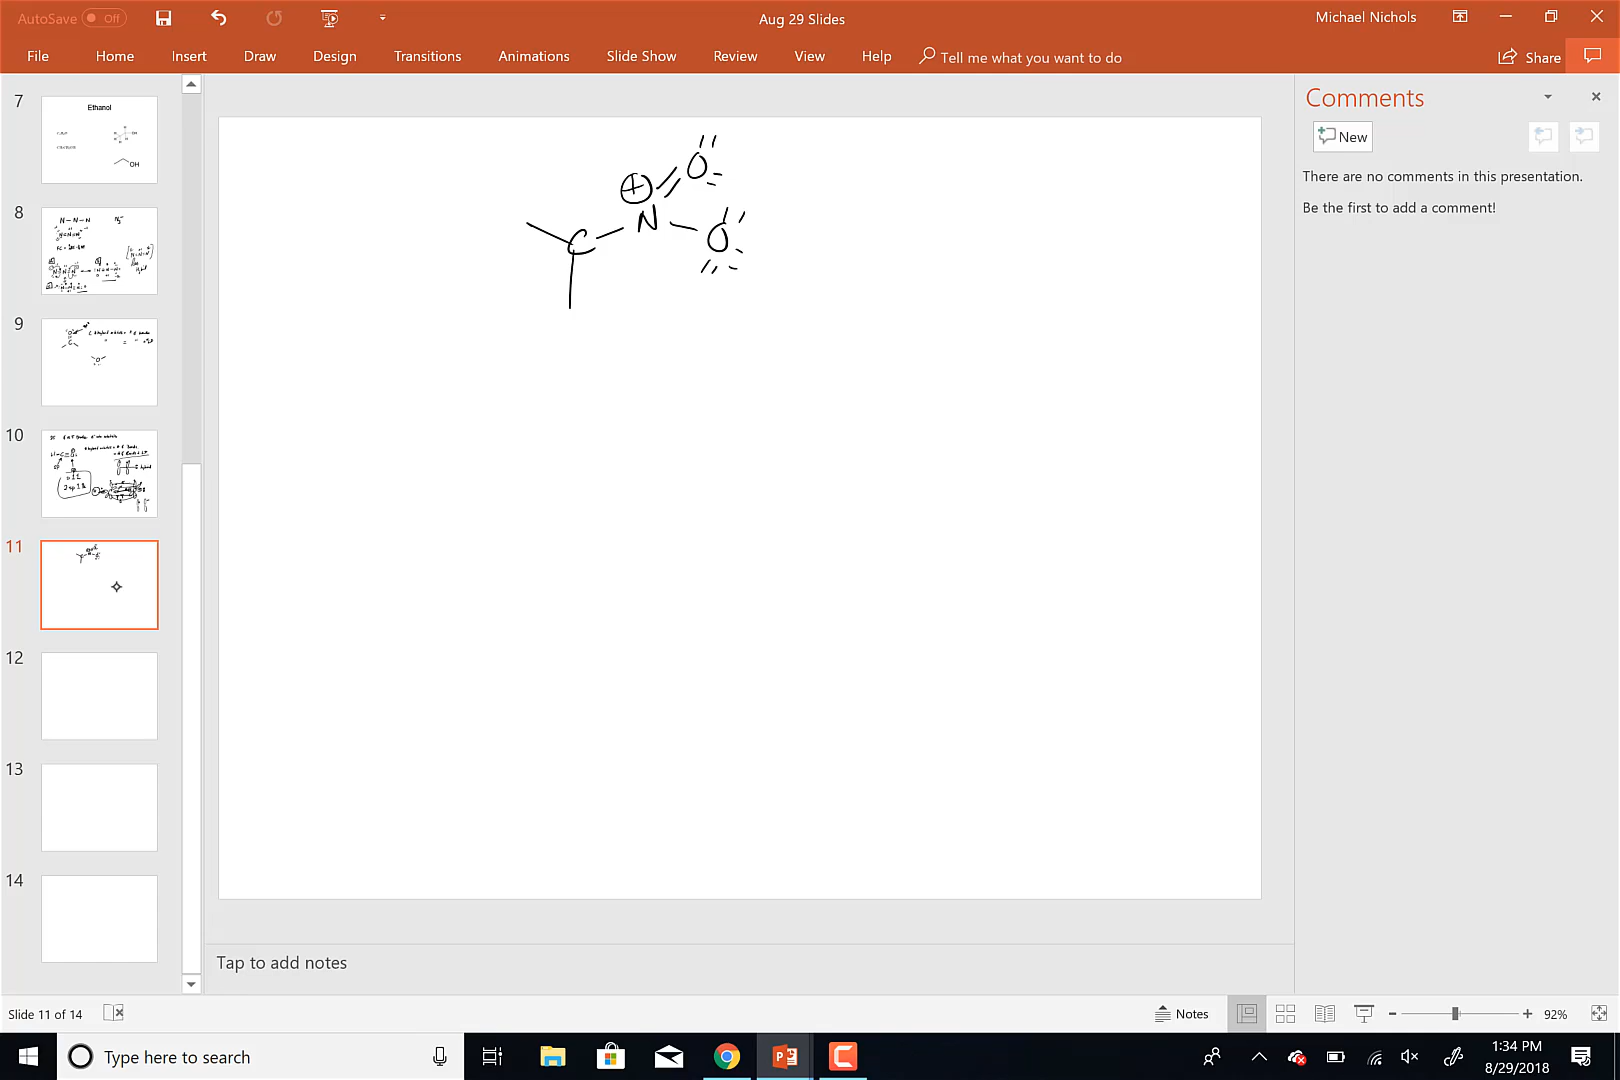 AutoSave Off
Aug 29 Slides
Michael Nichols
File Home Insert Draw Design Transitions Animations Slide Show Review View Help Tell me what you want to do
Share
7
Ethanol
OH
8
N-N-N
9
10
11
12
13
14
+ O
C N O
Comments
New
There are no comments in this presentation.
Be the first to add a comment!
Tap to add notes
Slide 11 of 14
Notes
92%
Type here to search
1:34 PM
8/29/2018